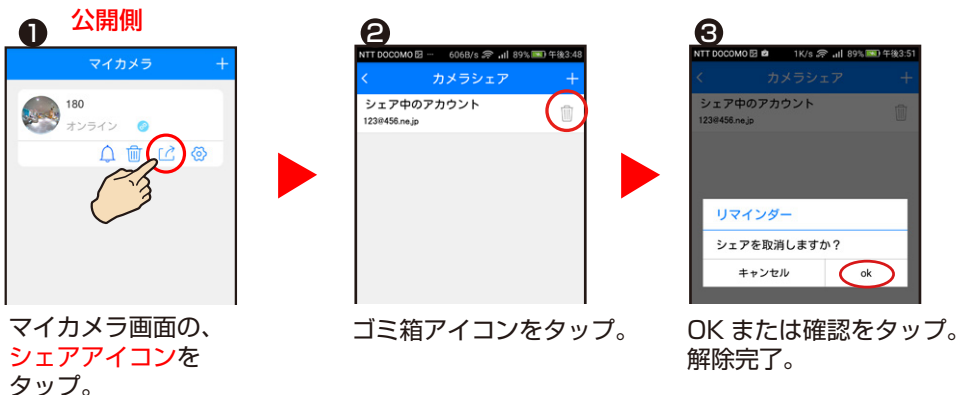 公開側
❶
マイカメラ +
180
オンライン
マイカメラ画面の、
シェアアイコンを
タップ。
❷
NTT DOCOMO ··· 606B/s 89% 午後3:48
< カメラシェア +
シェア中のアカウント
123@456.ne.jp
ゴミ箱アイコンをタップ。
❸
NTT DOCOMO 1K/s 89% 午後3:51
< カメラシェア +
シェア中のアカウント
123@456.ne.jp
リマインダー
シェアを取消しますか？
キャンセル ok
OK または確認をタップ。
解除完了。